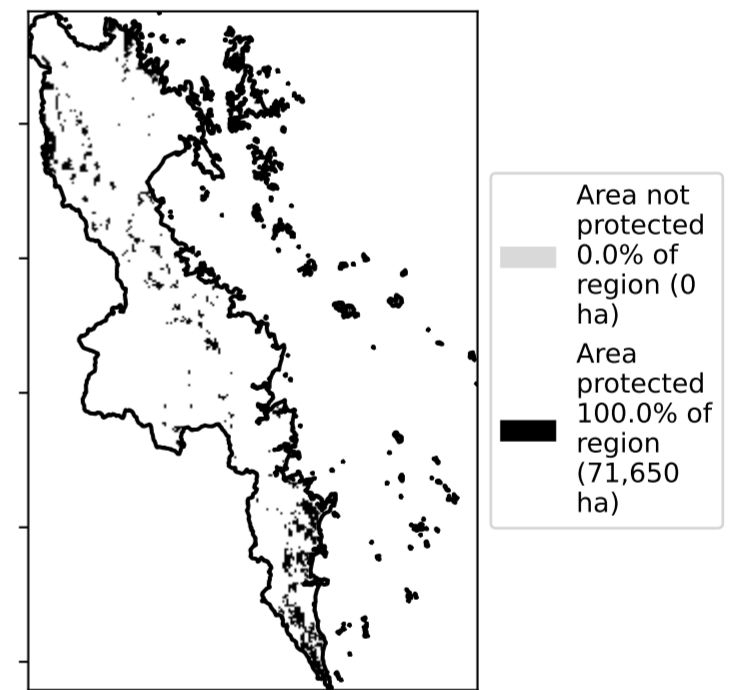 Area not
protected
0.0% of
region (0
ha)
Area
protected
100.0% of
region
(71,650
ha)